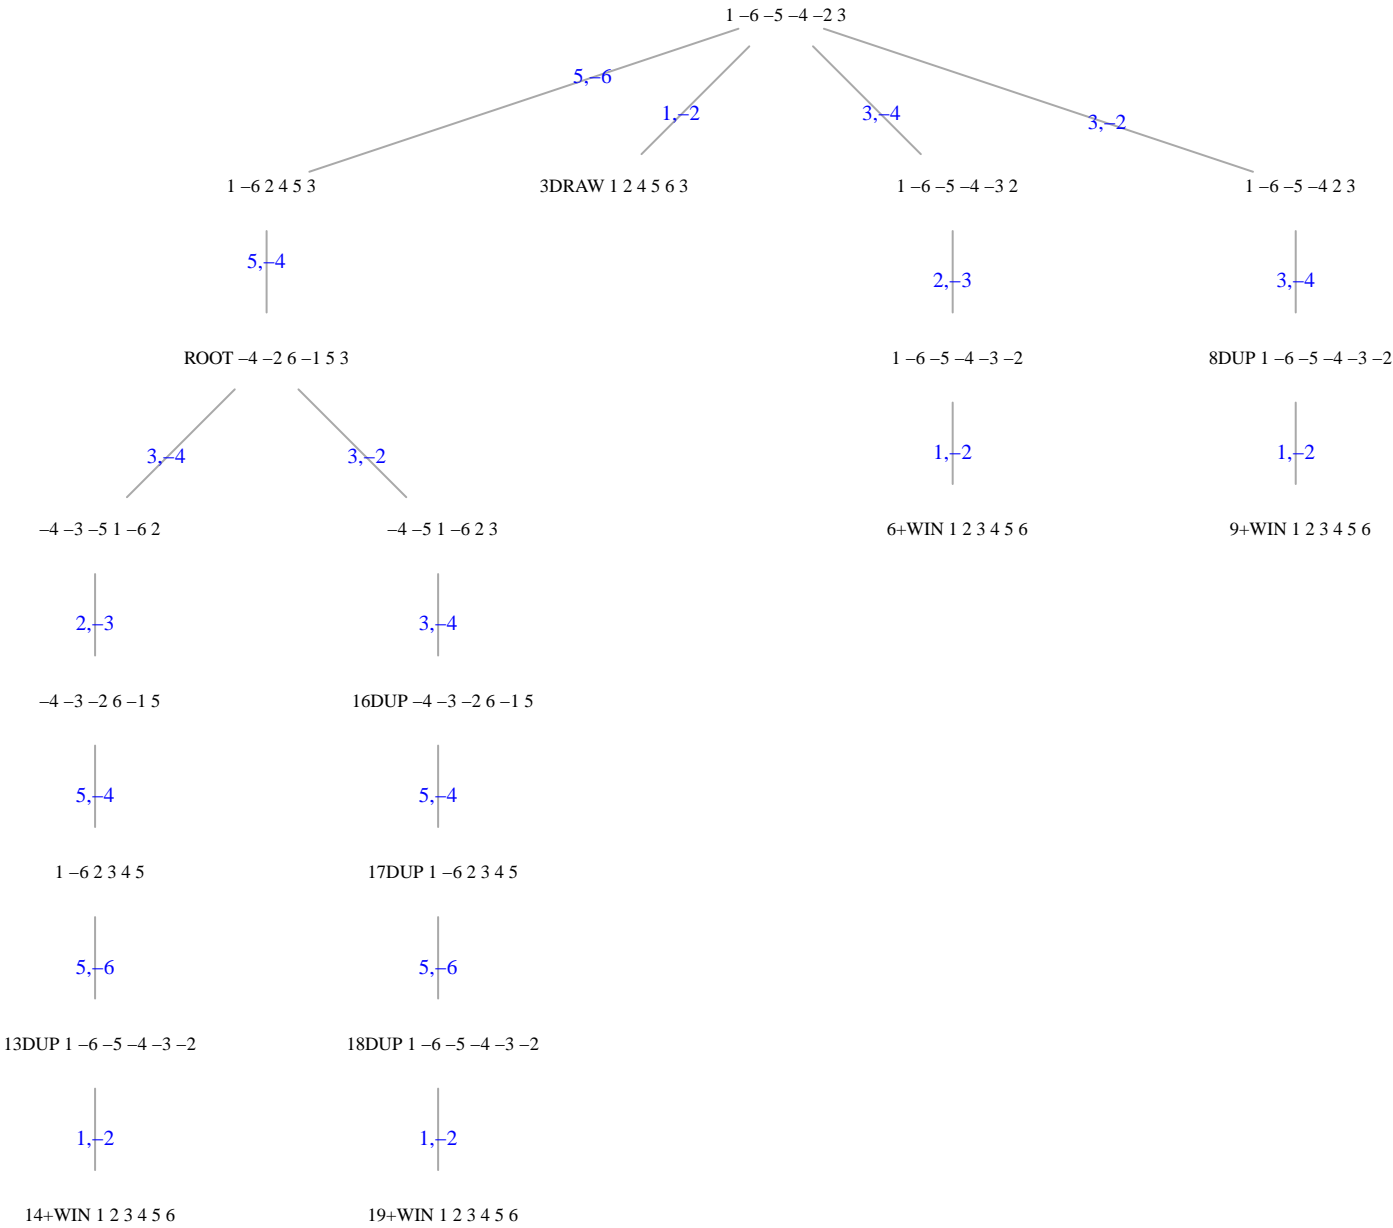 1 –6 –5 –4 –2 3
5,–6
1,–2
3,–4
3,–2
1 –6 2 4 5 3
3DRAW 1 2 4 5 6 3
1 –6 –5 –4 –3 2
1 –6 –5 –4 2 3
5,–4
2,–3
3,–4
ROOT –4 –2 6 –1 5 3
1 –6 –5 –4 –3 –2
8DUP 1 –6 –5 –4 –3 –2
3,–4
3,–2
1,–2
1,–2
–4 –3 –5 1 –6 2
–4 –5 1 –6 2 3
6+WIN 1 2 3 4 5 6
9+WIN 1 2 3 4 5 6
2,–3
3,–4
–4 –3 –2 6 –1 5
16DUP –4 –3 –2 6 –1 5
5,–4
5,–4
1 –6 2 3 4 5
17DUP 1 –6 2 3 4 5
5,–6
5,–6
13DUP 1 –6 –5 –4 –3 –2
18DUP 1 –6 –5 –4 –3 –2
1,–2
1,–2
14+WIN 1 2 3 4 5 6
19+WIN 1 2 3 4 5 6